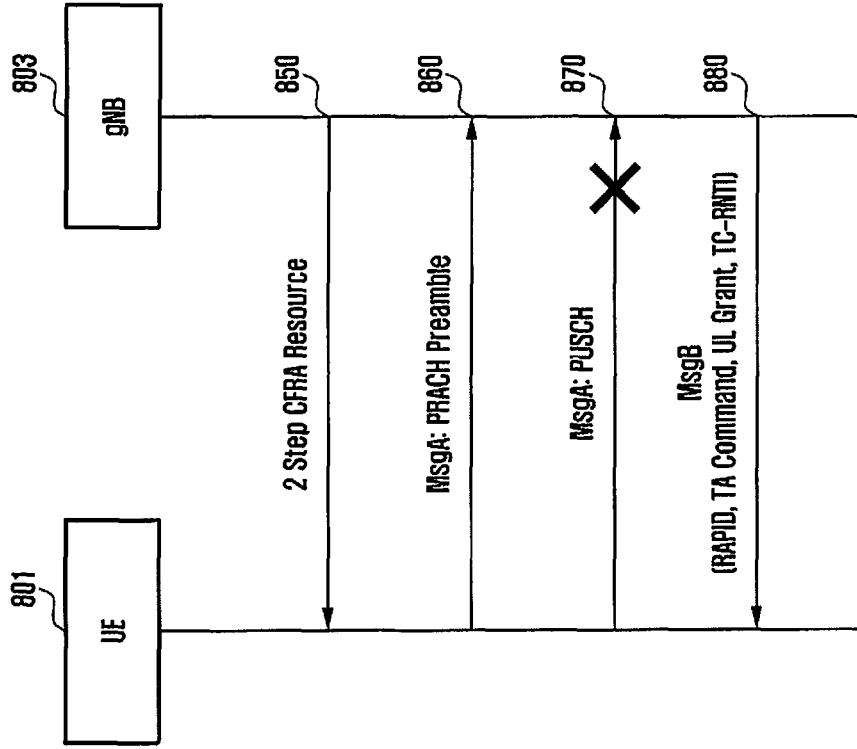 801
803
UE
gNB
2 Step CFRA Resource
850
MsgA: PRACH Preamble
860
MsgA: PUSCH
870
MsgB
(RAPID, TA Command, UL Grant, TC-RNTI)
880